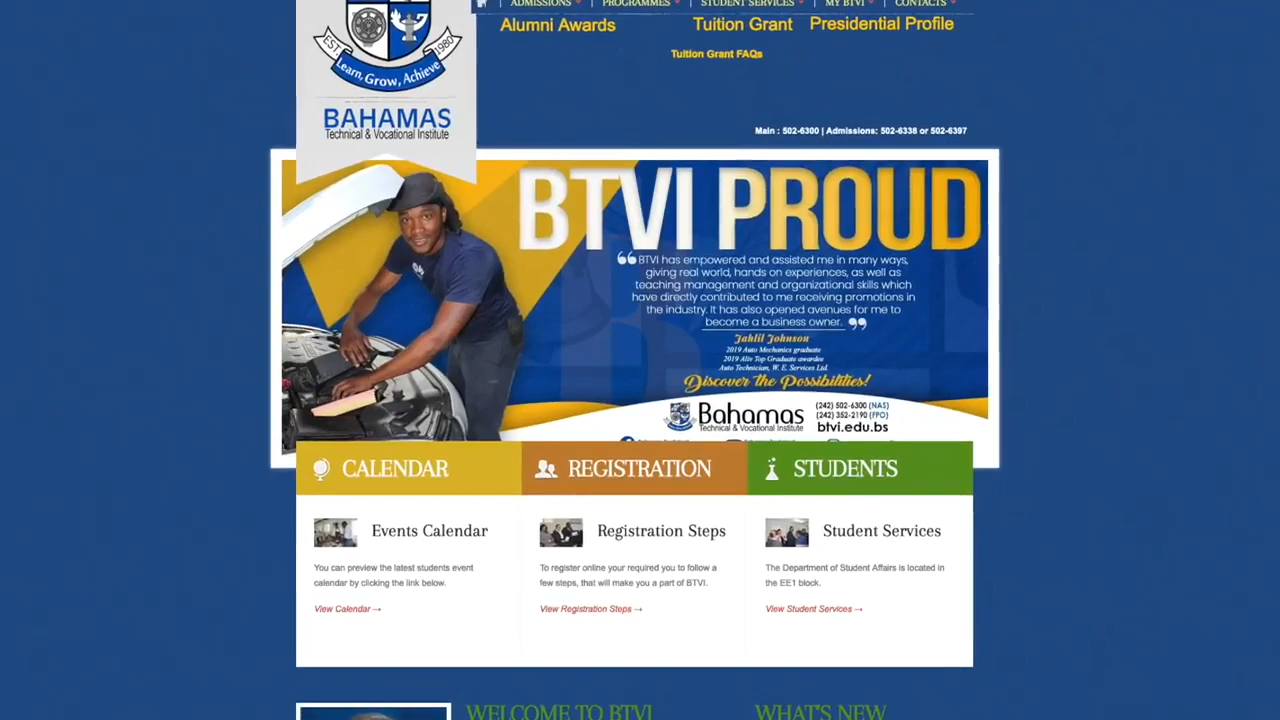 ADMISSIONS
PROGRAMMES
STUDENT SERVICES
MY BTVI
CONTACTS
Alumni Awards
Tuition Grant
Presidential Profile
Tuition Grant FAQs
EST. 1980
Learn, Grow, Achieve
BAHAMAS
Technical & Vocational Institute
Main : 502-6300 | Admissions: 502-6338 or 502-6397
BTVI PROUD
“BTVI has empowered and assisted me in many ways,
giving real world, hands on experiences, as well as
teaching management and organizational skills which
have directly contributed to me receiving promotions in
the industry. It has also opened avenues for me to
become a business owner. ”
Jahlil Johnson
2019 Auto Mechanics graduate
2019 Aliv Top Graduate awardee
Auto Technician, W. E. Services Ltd.
Discover the Possibilities!
Bahamas
Technical & Vocational Institute
(242) 502-6300 (NAS)
(242) 352-2190 (FPO)
btvi.edu.bs
CALENDAR
REGISTRATION
STUDENTS
Events Calendar
You can preview the latest students event
calendar by clicking the link below.
View Calendar →
Registration Steps
To register online your required you to follow a
few steps, that will make you a part of BTVI.
View Registration Steps →
Student Services
The Department of Student Affairs is located in
the EE1 block.
View Student Services →
WELCOME TO BTVI
WHAT'S NEW